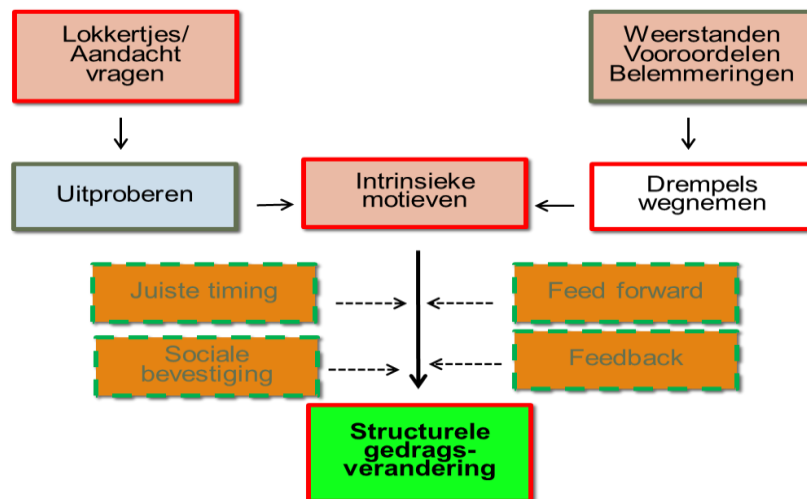 Lokkertjes/
Aandacht
vragen
Weerstanden
Vooroordelen
Belemmeringen
Uitproberen
Intrinsieke
motieven
Drempels
wegnemen
Juiste timing
Feed forward
Sociale
bevestiging
Feedback
Structurele
gedrags-
verandering